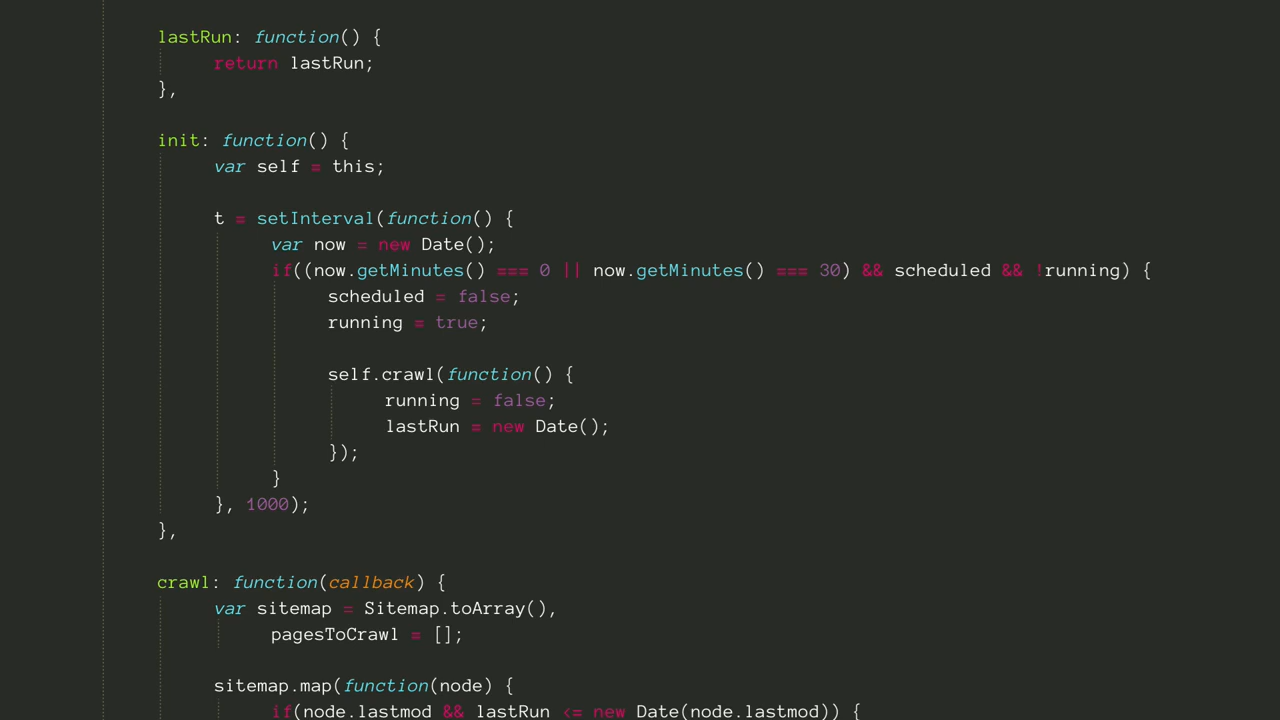 lastRun: function() {
return lastRun;
},
init: function() {
var self = this;
t = setInterval(function() {
var now = new Date();
if((now.getMinutes() === 0 || now.getMinutes() === 30) && scheduled && !running) {
scheduled = false;
running = true;
self.crawl(function() {
running = false;
lastRun = new Date();
});
}
}, 1000);
},
crawl: function(callback) {
var sitemap = Sitemap.toArray(),
pagesToCrawl = [];
sitemap.map(function(node) {
if(node.lastmod && lastRun <= new Date(node.lastmod)) {